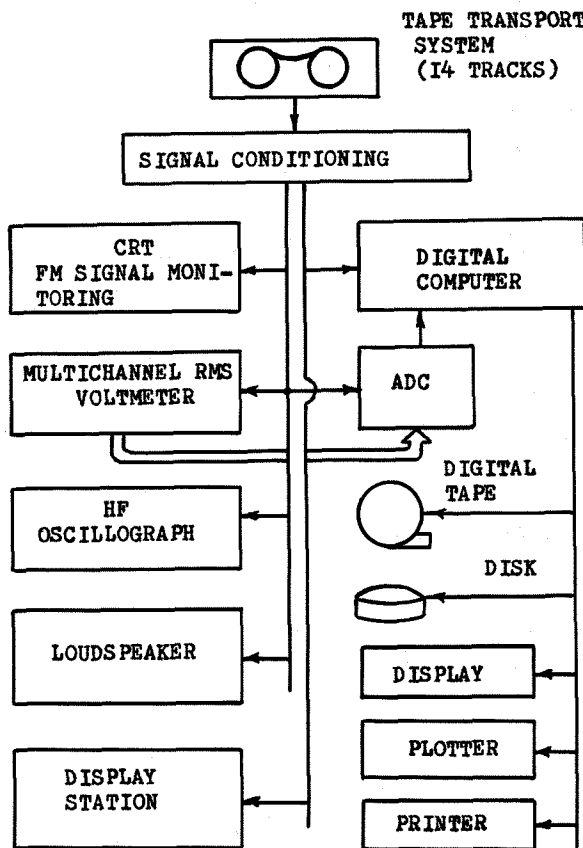 TAPE TRANSPORT
SYSTEM
(I4 TRACKS)
SIGNAL CONDITIONING
CRT
FM SIGNAL MONI-
TORING
DIGITAL
COMPUTER
MULTICHANNEL RMS
VOLTMETER
ADC
HF
OSCILLOGRAPH
DIGITAL
TAPE
DISK
LOUDSPEAKER
DISPLAY
PLOTTER
DISPLAY
STATION
PRINTER